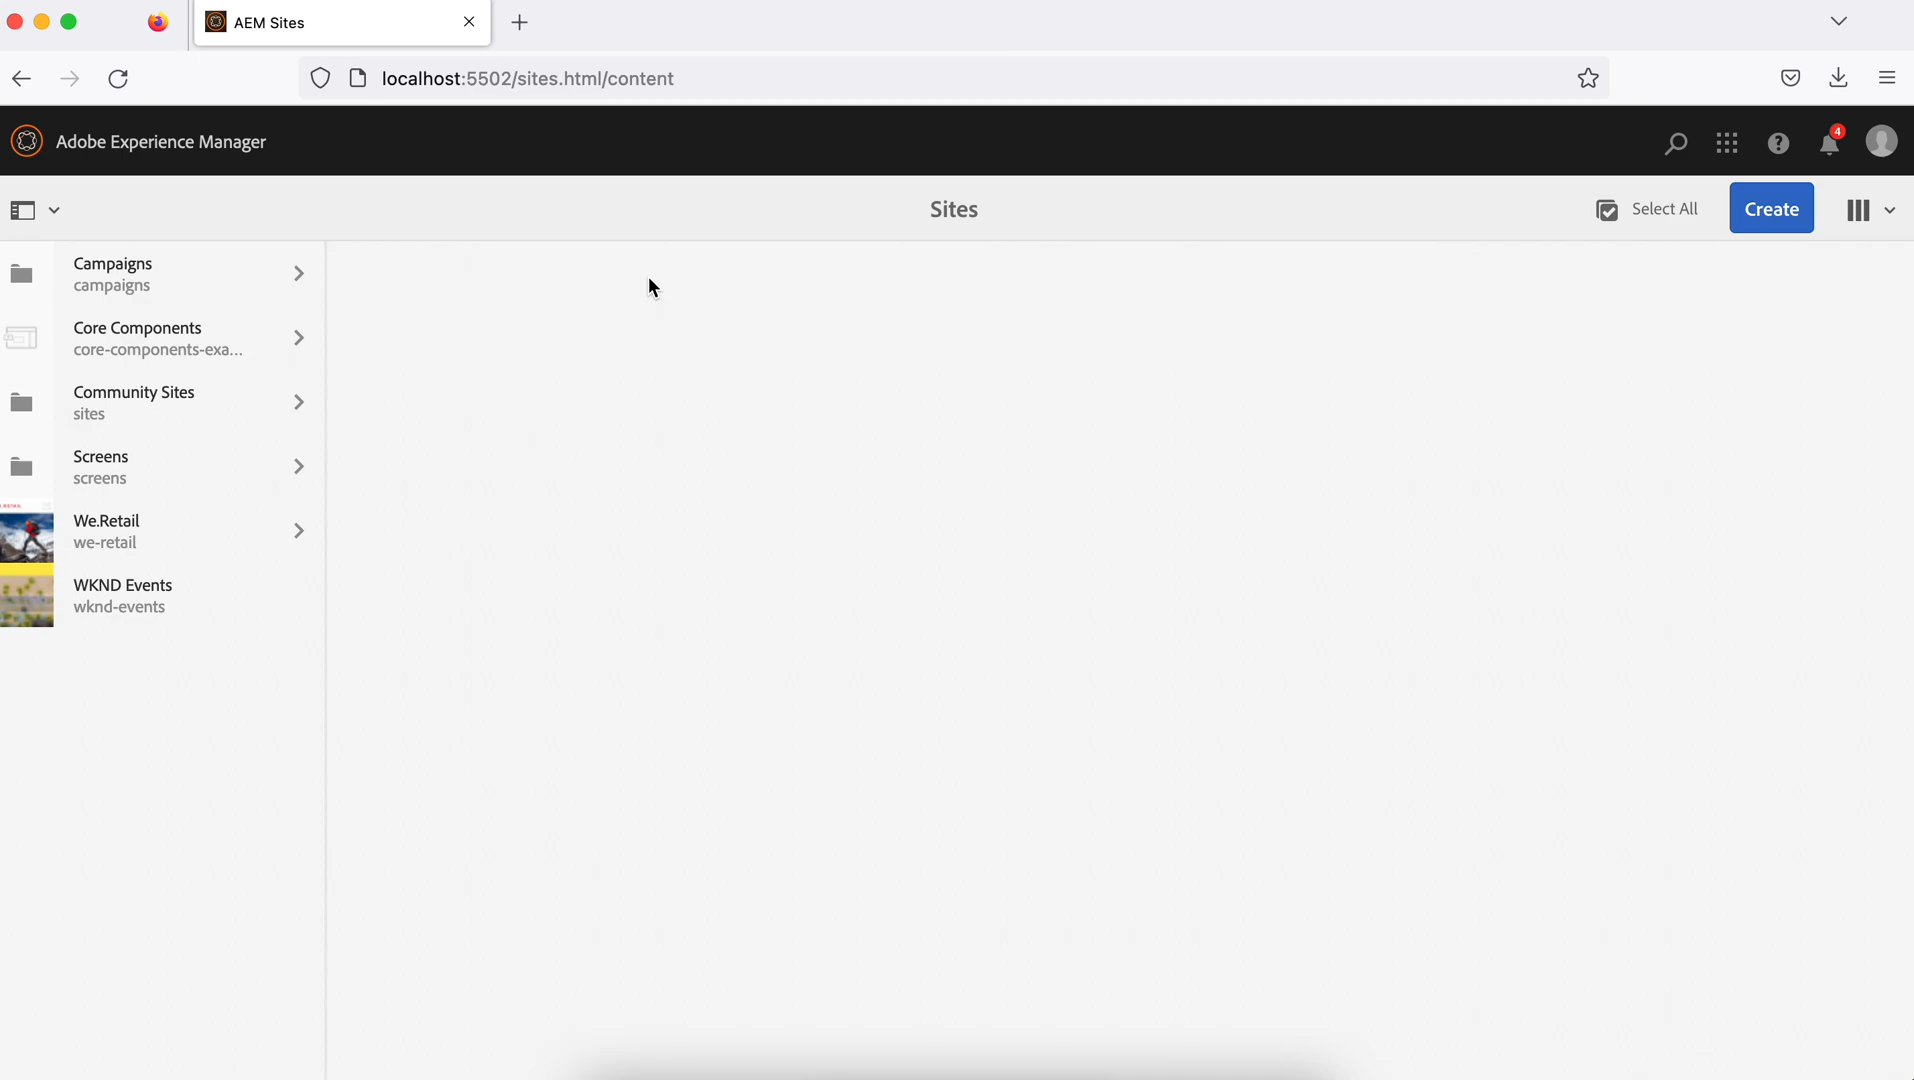 AEM Sites
localhost:5502/sites.html/content
Adobe Experience Manager
4
Sites
Select All
Create
Campaigns
campaigns
Core Components
core-components-exa...
Community Sites
sites
Screens
screens
We.Retail
we-retail
WKND Events
wknd-events